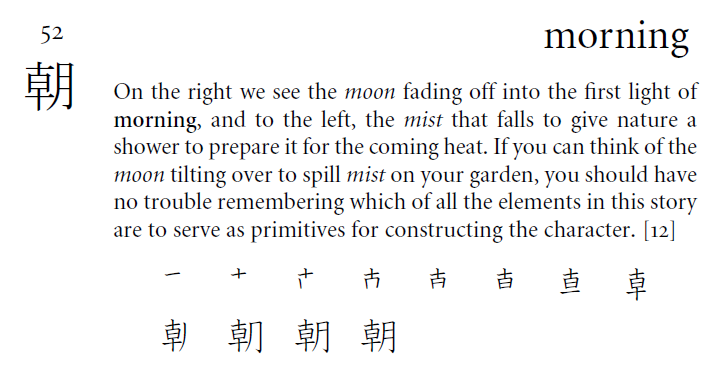 52
morning
朝
On the right we see the moon fading off into the first light of
morning, and to the left, the mist that falls to give nature a
shower to prepare it for the coming heat. If you can think of the
moon tilting over to spill mist on your garden, you should have
no trouble remembering which of all the elements in this story
are to serve as primitives for constructing the character. [12]
一 十 古 吉 直 卓
朝 朝 朝